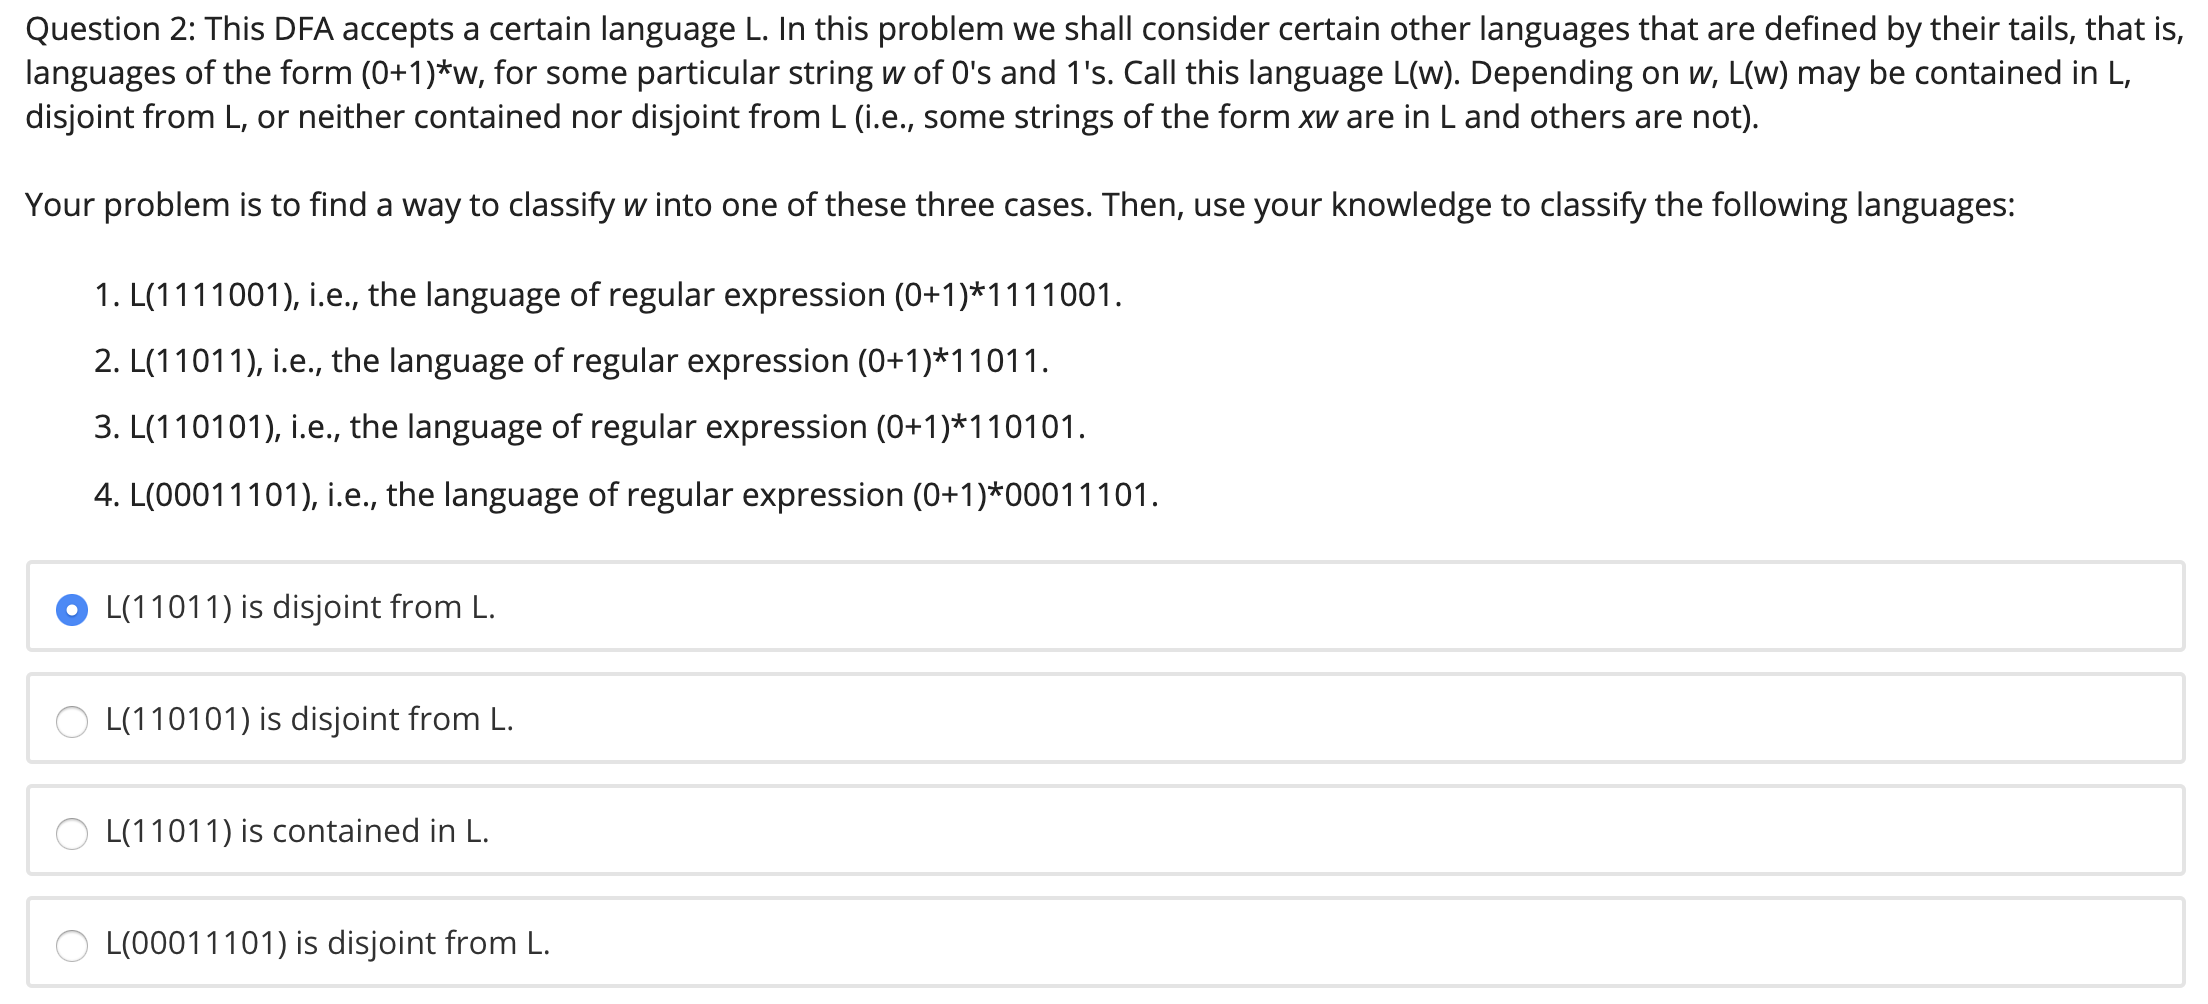 Question 2: This DFA accepts a certain language L. In this problem we shall consider certain other languages that are defined by their tails, that is,
languages of the form (0+1)*w, for some particular string w of 0's and 1's. Call this language L(w). Depending on w, L(w) may be contained in L,
disjoint from L, or neither contained nor disjoint from L (i.e., some strings of the form xw are in L and others are not).
Your problem is to find a way to classify w into one of these three cases. Then, use your knowledge to classify the following languages:
1. L(1111001), i.e., the language of regular expression (0+1)*1111001.
2. L(11011), i.e., the language of regular expression (0+1)*11011.
3. L(110101), i.e., the language of regular expression (0+1)*110101.
4. L(00011101), i.e., the language of regular expression (0+1)*00011101.
L(11011) is disjoint from L.
L(110101) is disjoint from L.
L(11011) is contained in L.
L(00011101) is disjoint from L.